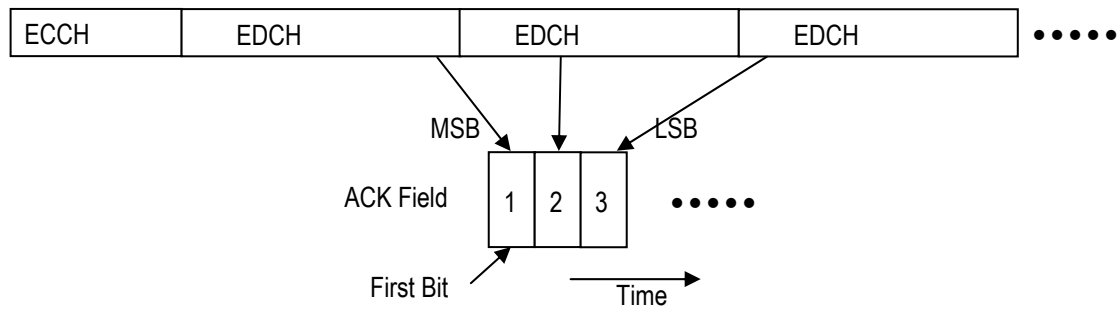 ECCH EDCH EDCH EDCH •••••
MSB LSB
ACK Field 1 2 3 •••••
First Bit Time